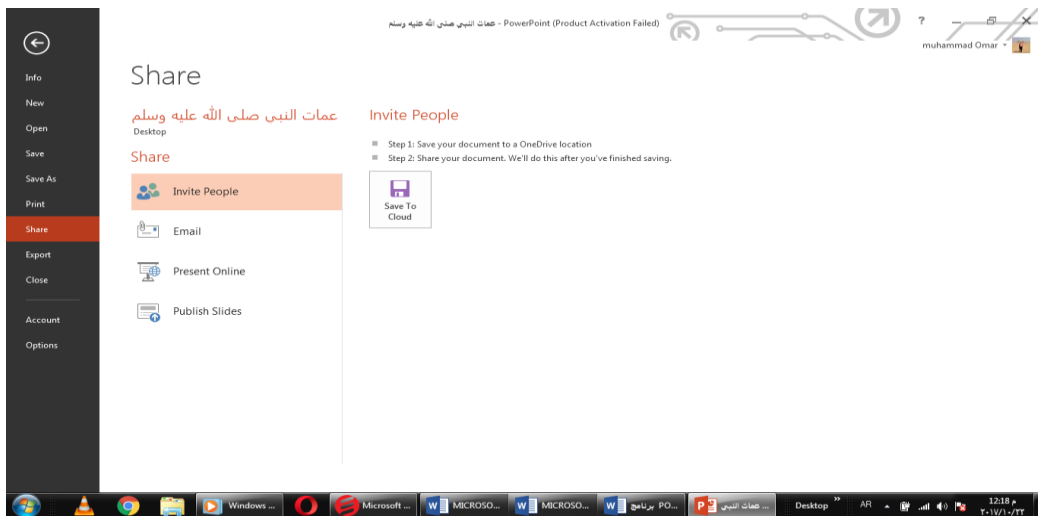 عمات النبي صلى الله عليه وسلم - PowerPoint (Product Activation Failed)
?
muhammad Omar
Info
New
Open
Save
Save As
Print
Share
Export
Close
Account
Options
Share
عمات النبي صلى الله عليه وسلم
Desktop
Share
Invite People
Email
Present Online
Publish Slides
Invite People
Step 1: Save your document to a OneDrive location
Step 2: Share your document. We'll do this after you've finished saving.
Save To
Cloud
Windows ...
Microsoft ...
MICROSO...
MICROSO...
برنامج PO...
عمات النبي ...
Desktop
AR
12:18 م
٢٠١٧/١٠/٢٣